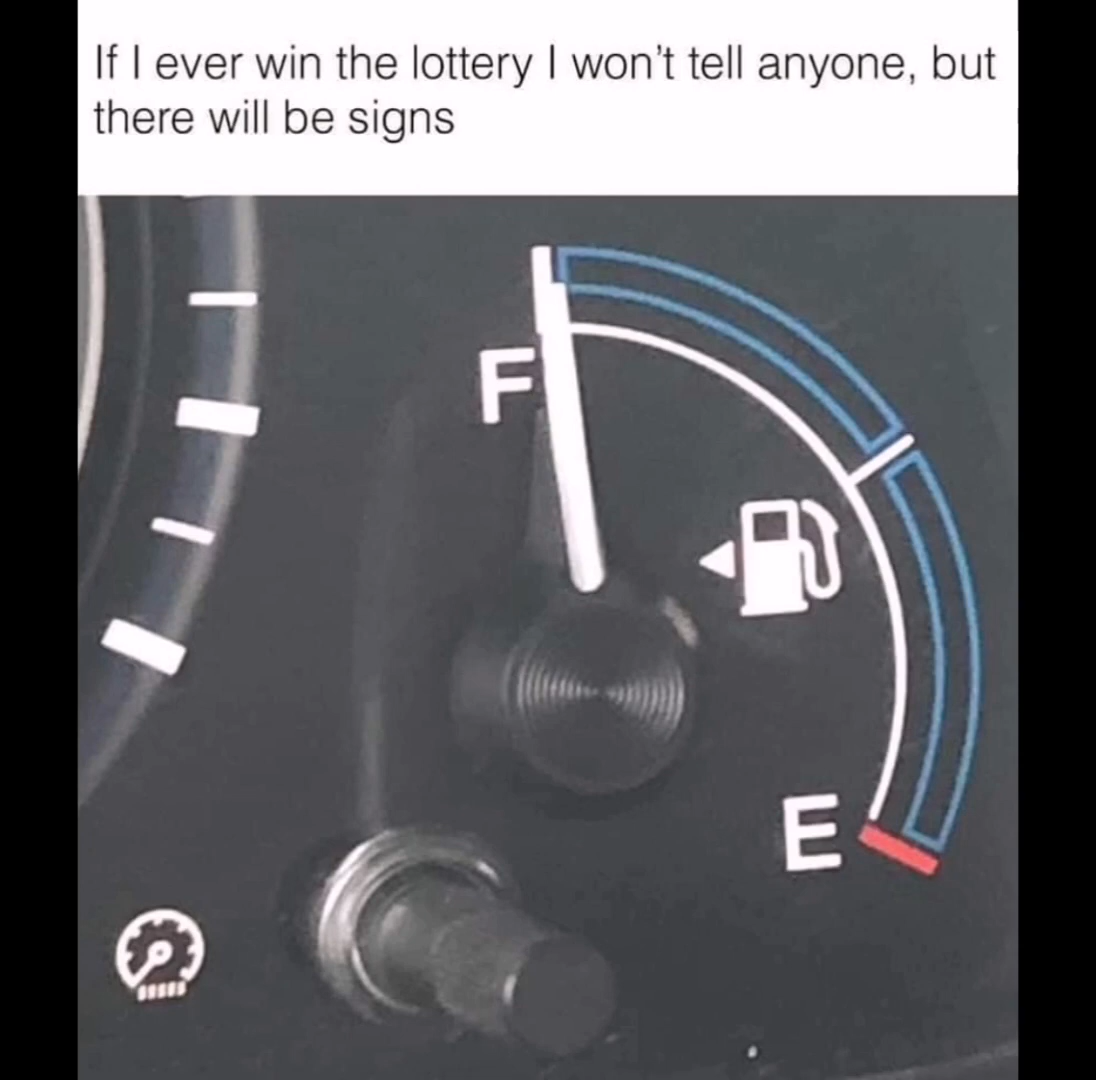 If I ever win the lottery I won't tell anyone, but
there will be signs
F
E